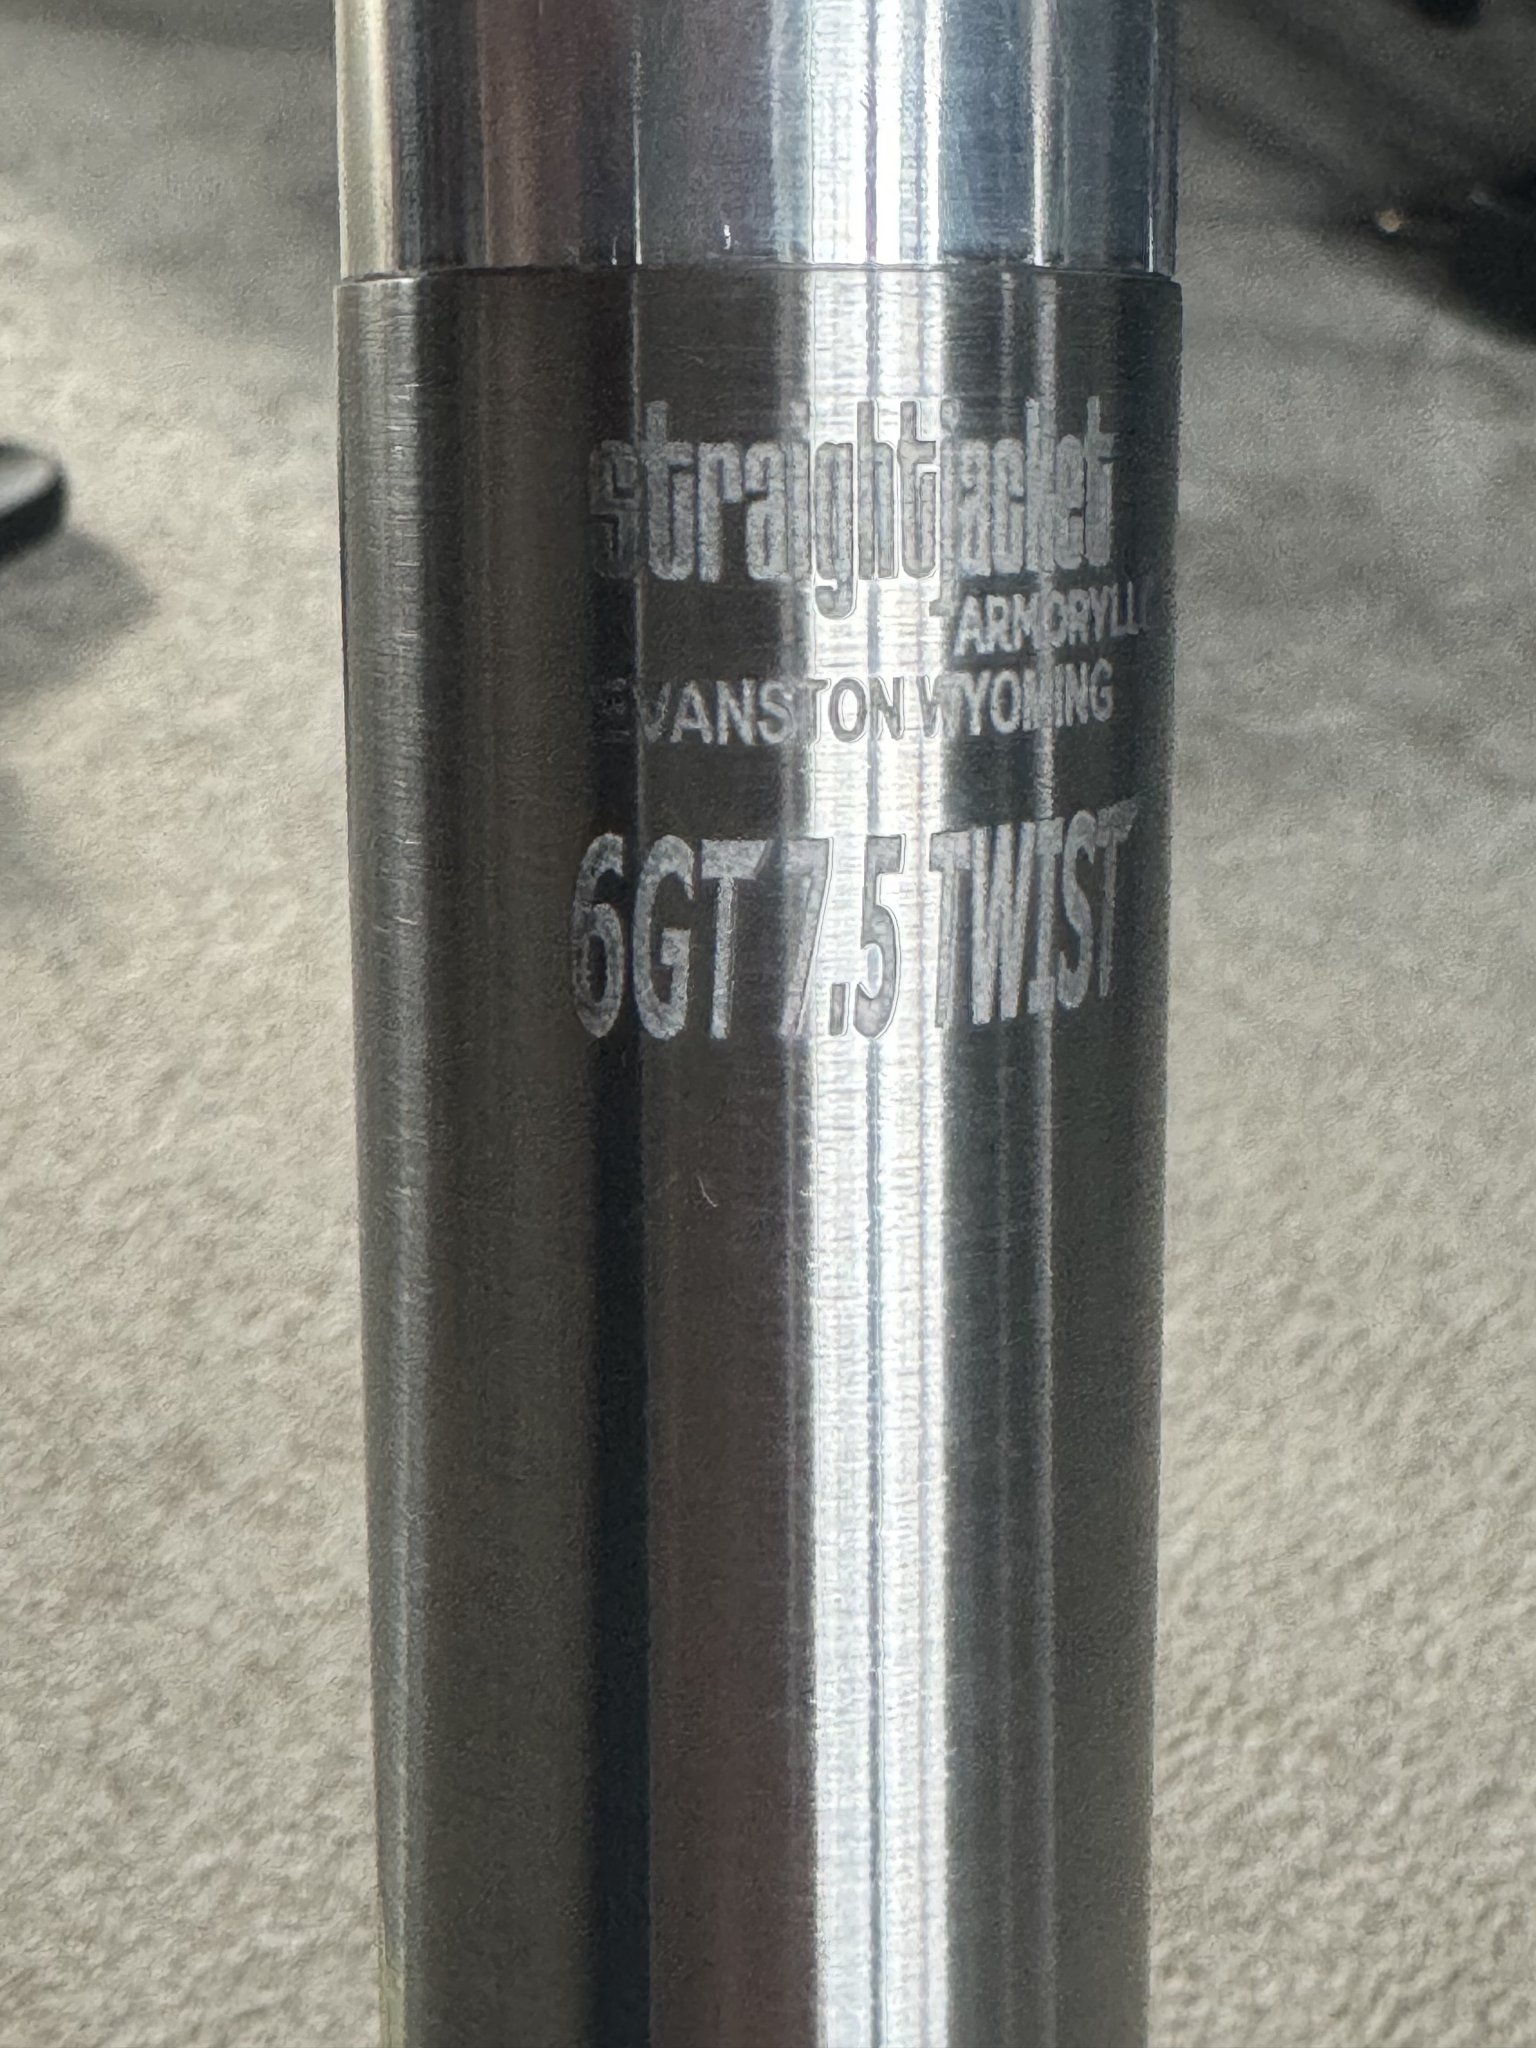 straightjacket
ARMORY LLC
EVANSTON WYOMING
6GT 7.5 TWIST